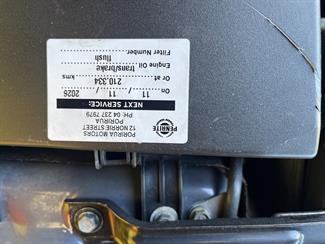 PORIRUA MOTORS
12 NORRIE STREET
PORIRUA
PH: 04 237 7979
PENRITE
NEXT SERVICE:
On 11 / 11 / 2026
Or at 210,334 kms
Engine Oil trans/brake
Filter Number. flush